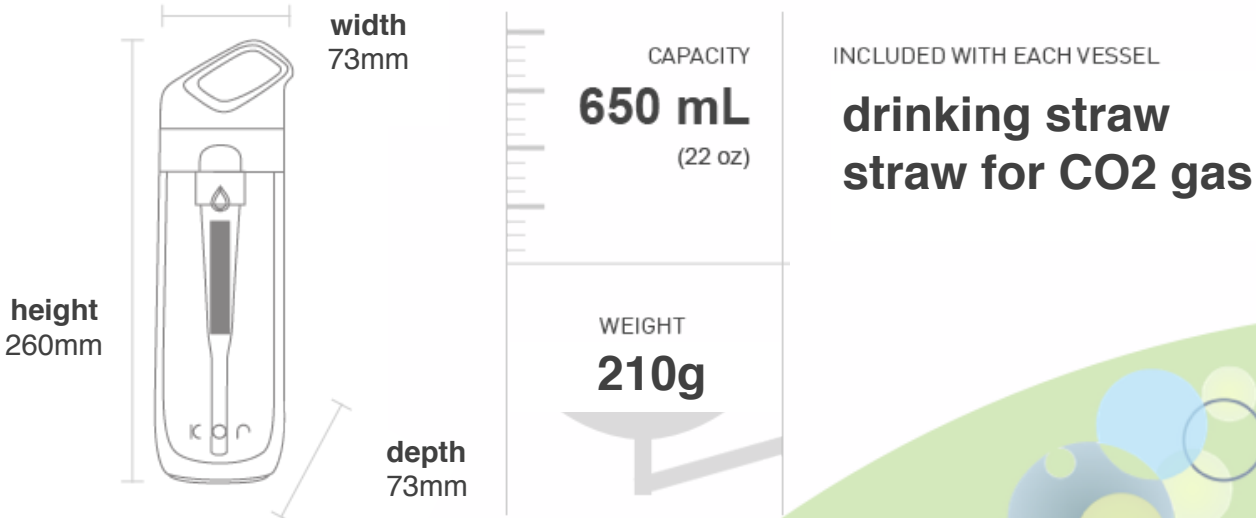 width
73mm
height
260mm
kor
depth
73mm
CAPACITY
650 mL
(22 oz)
WEIGHT
210g
INCLUDED WITH EACH VESSEL
drinking straw
straw for CO2 gas